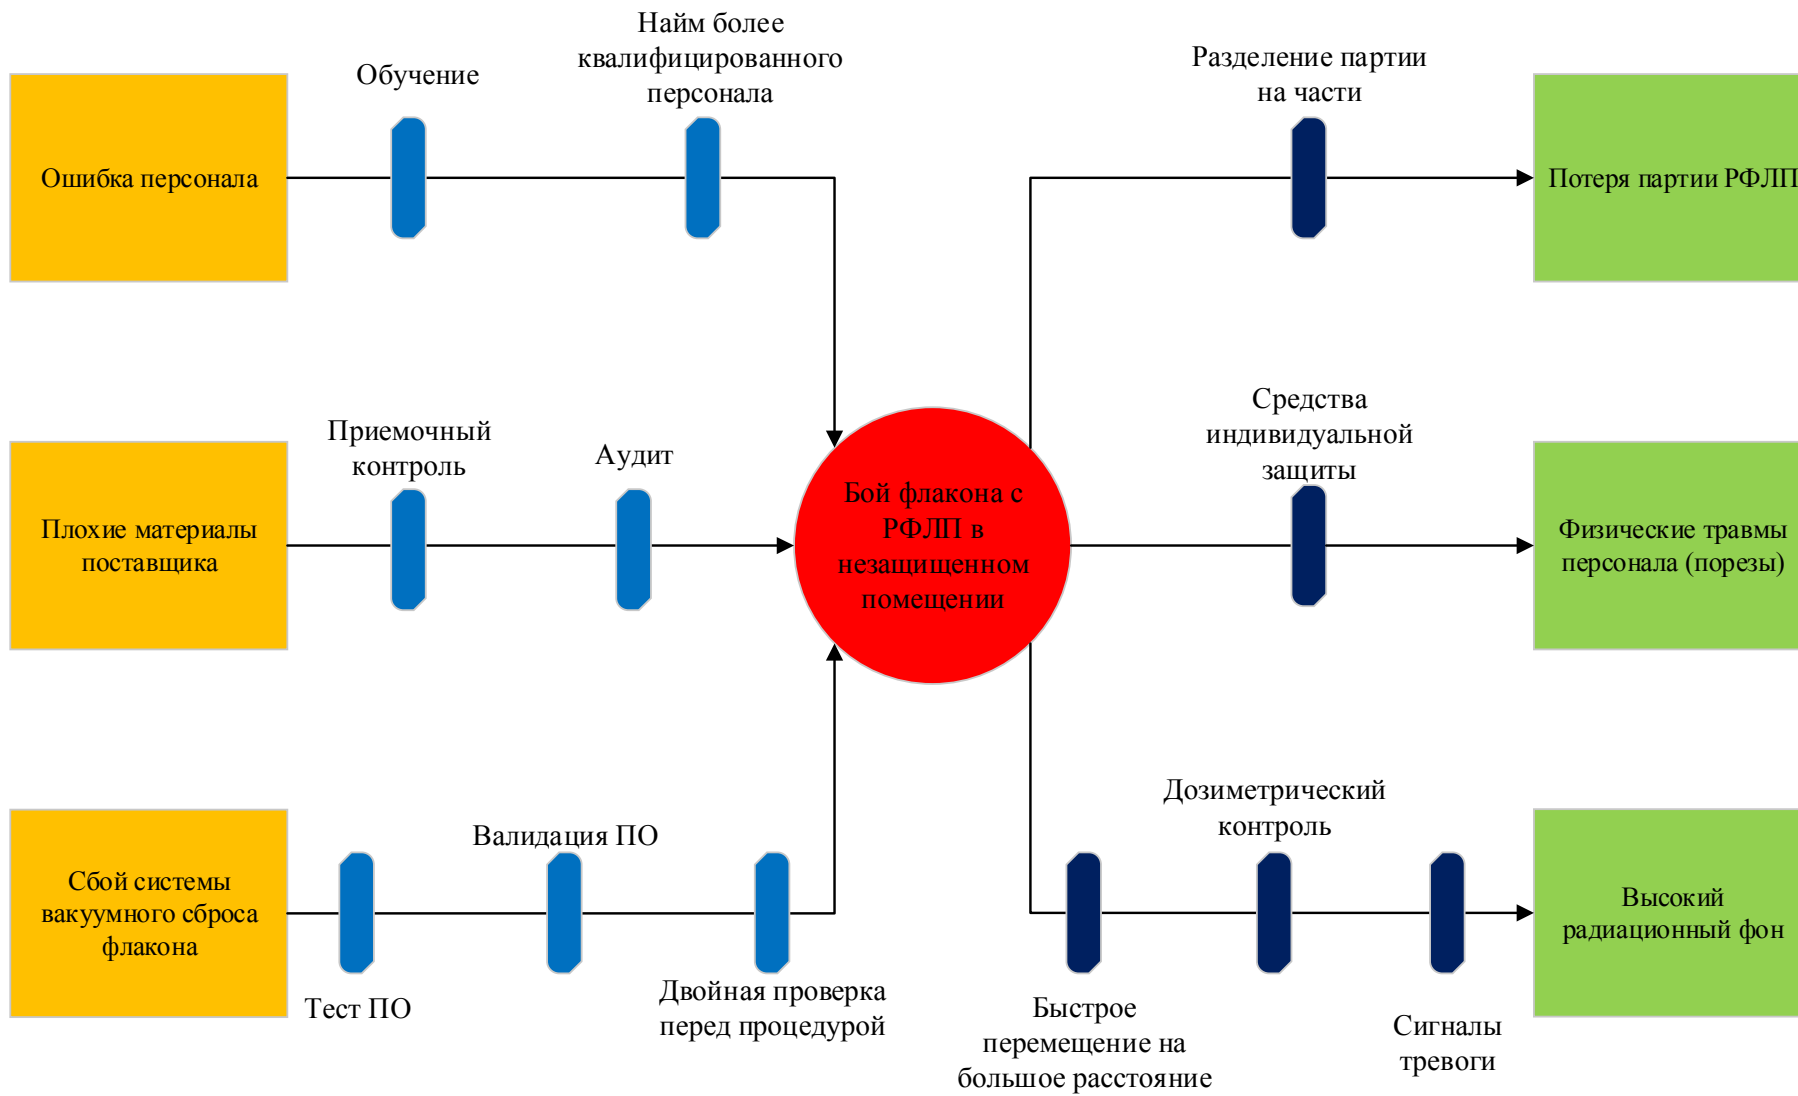 Найм более
квалифицированного
персонала
Обучение
Разделение партии
на части
Ошибка персонала
Потеря партии РФЛП
Средства
индивидуальной
защиты
Приемочный
контроль
Аудит
Бой флакона с
РФЛП в
незащищенном
помещении
Плохие материалы
поставщика
Физические травмы
персонала (порезы)
Дозиметрический
контроль
Валидация ПО
Сбой системы
вакуумного сброса
флакона
Высокий
радиационный фон
Тест ПО
Двойная проверка
перед процедурой
Быстрое
перемещение на
большое расстояние
Сигналы
тревоги